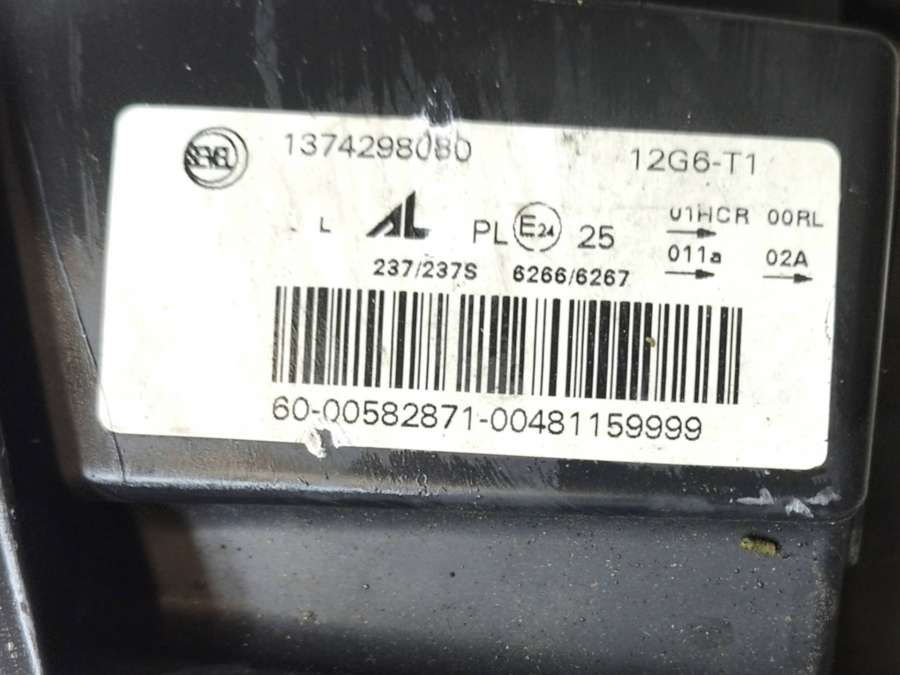 SEVEL 1374298080 12G6-T1
L AL PL E24 25 01HCR 00RL
011a 02A
237/237S 6266/6267
60-00582871-00481159999